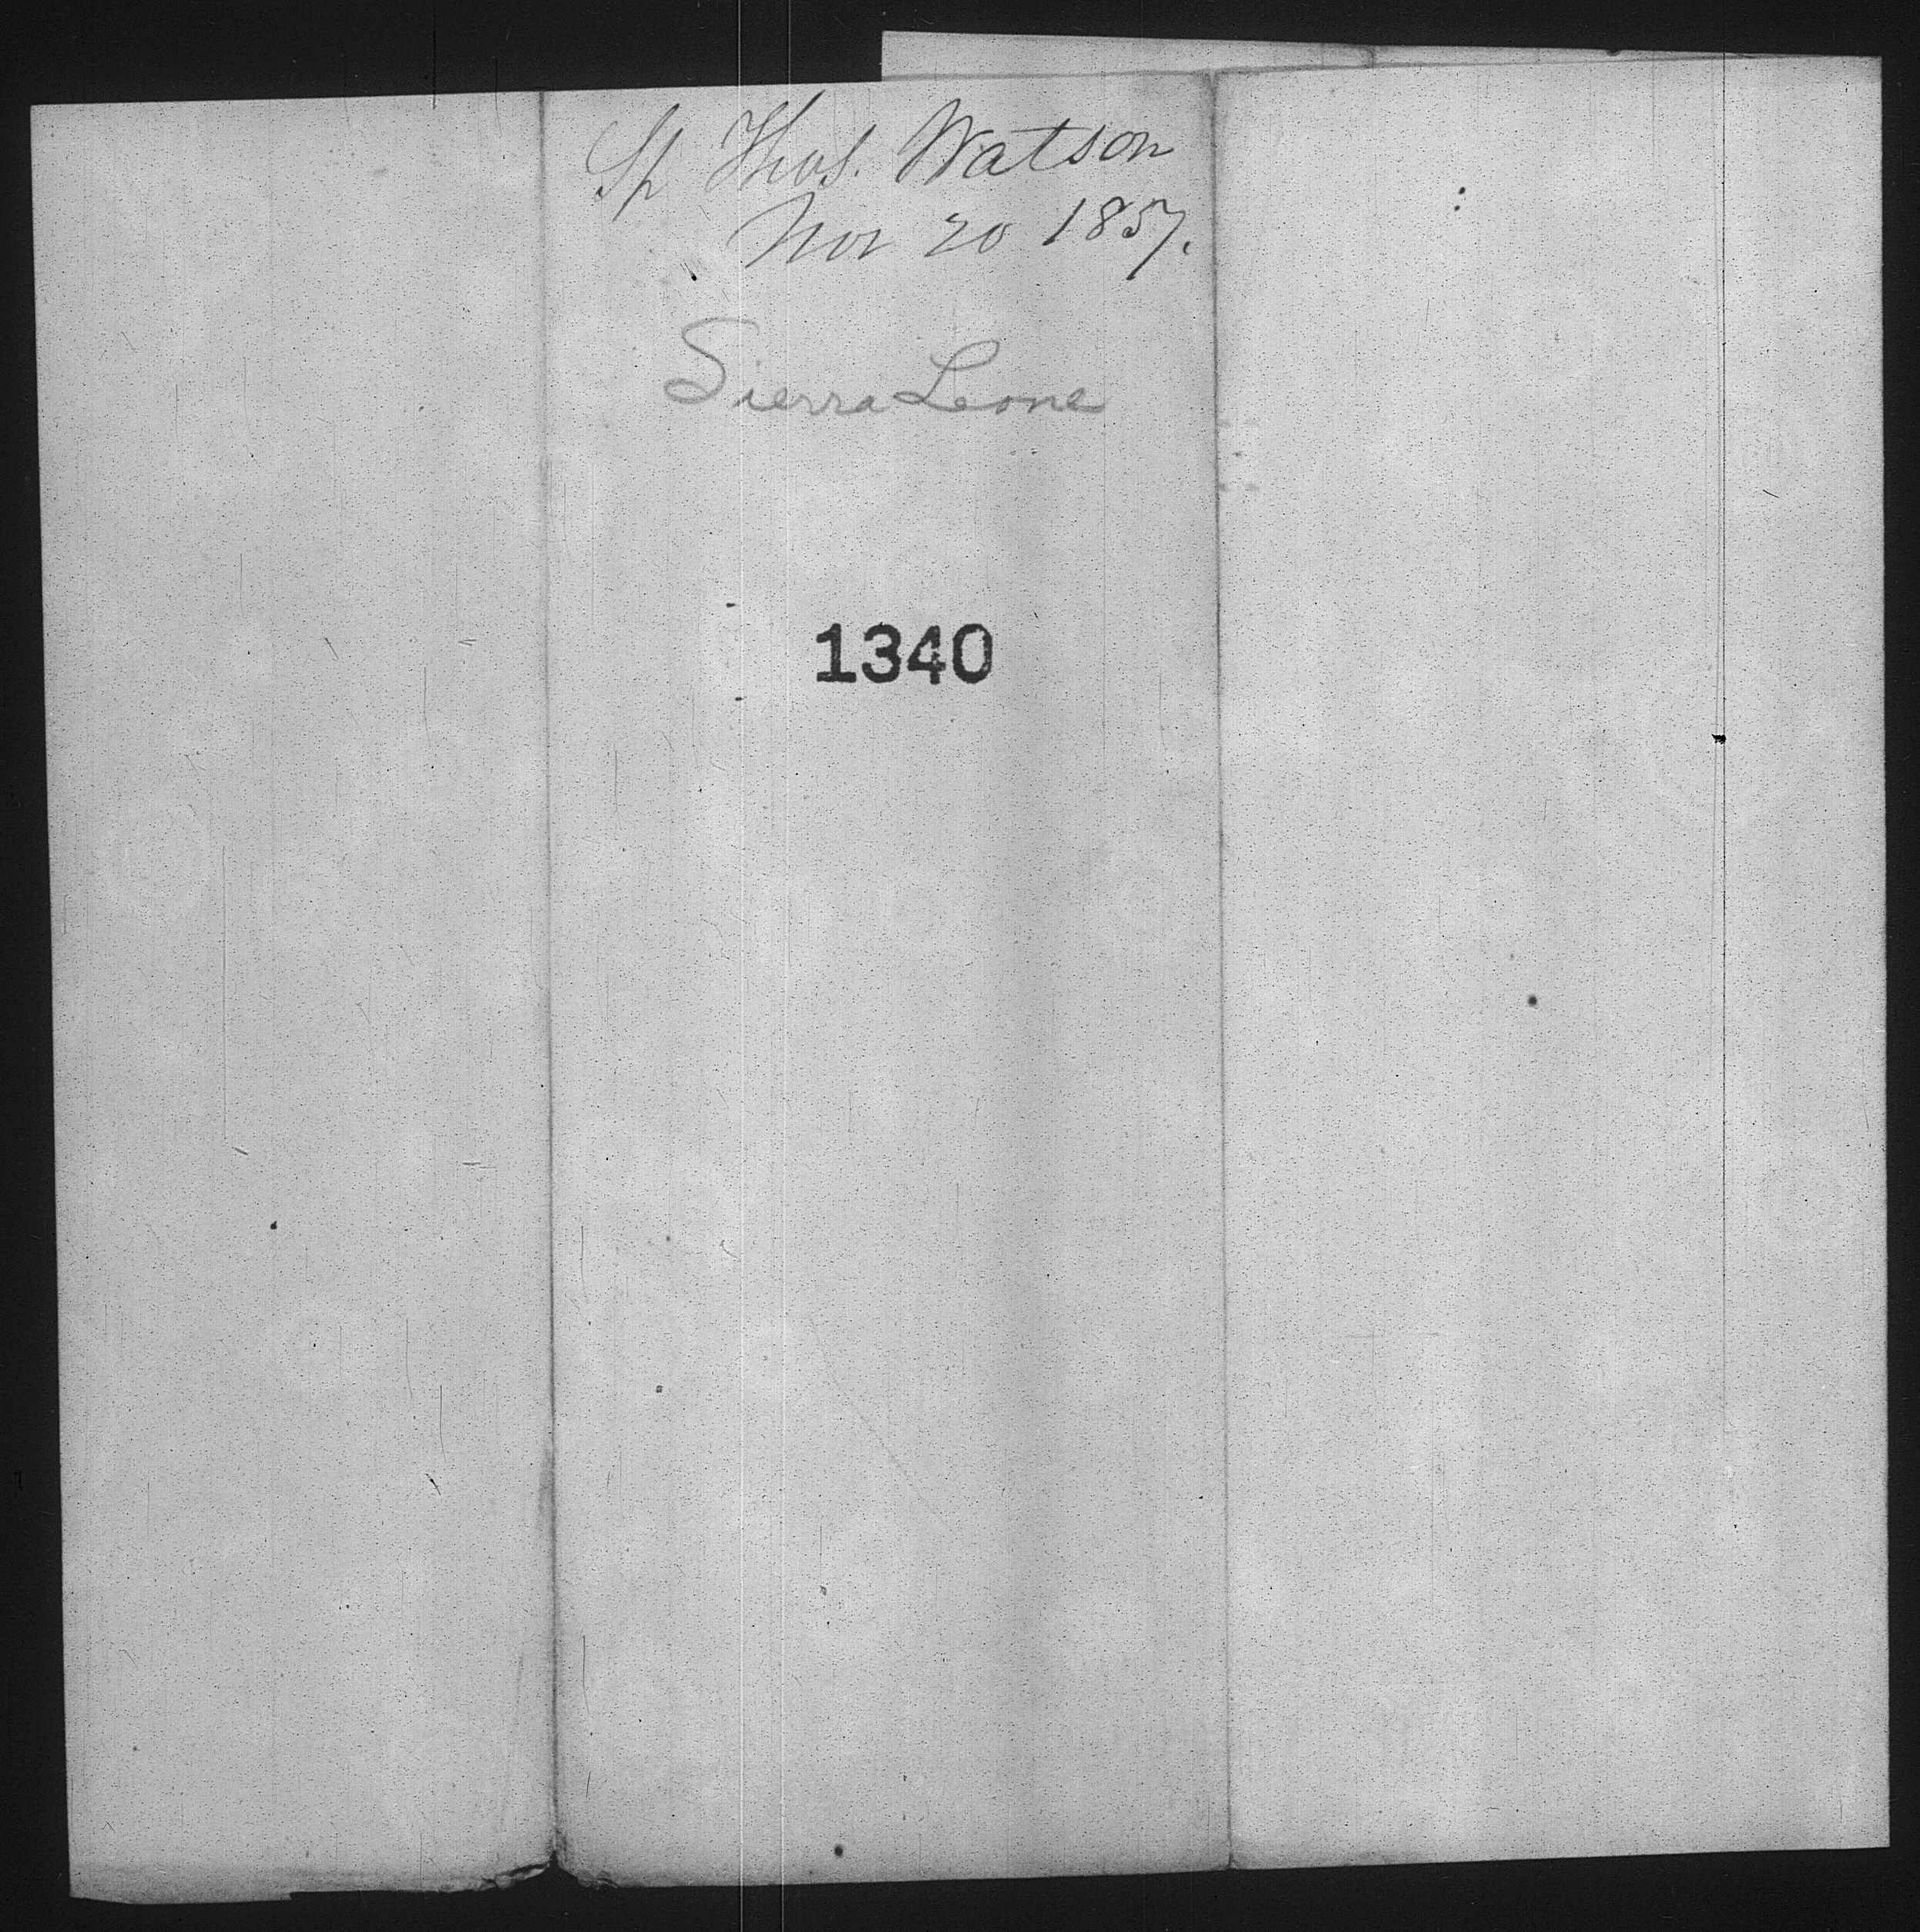 Sp Thos. Watson
Nov 20 1857.
Sierra Leone
1340